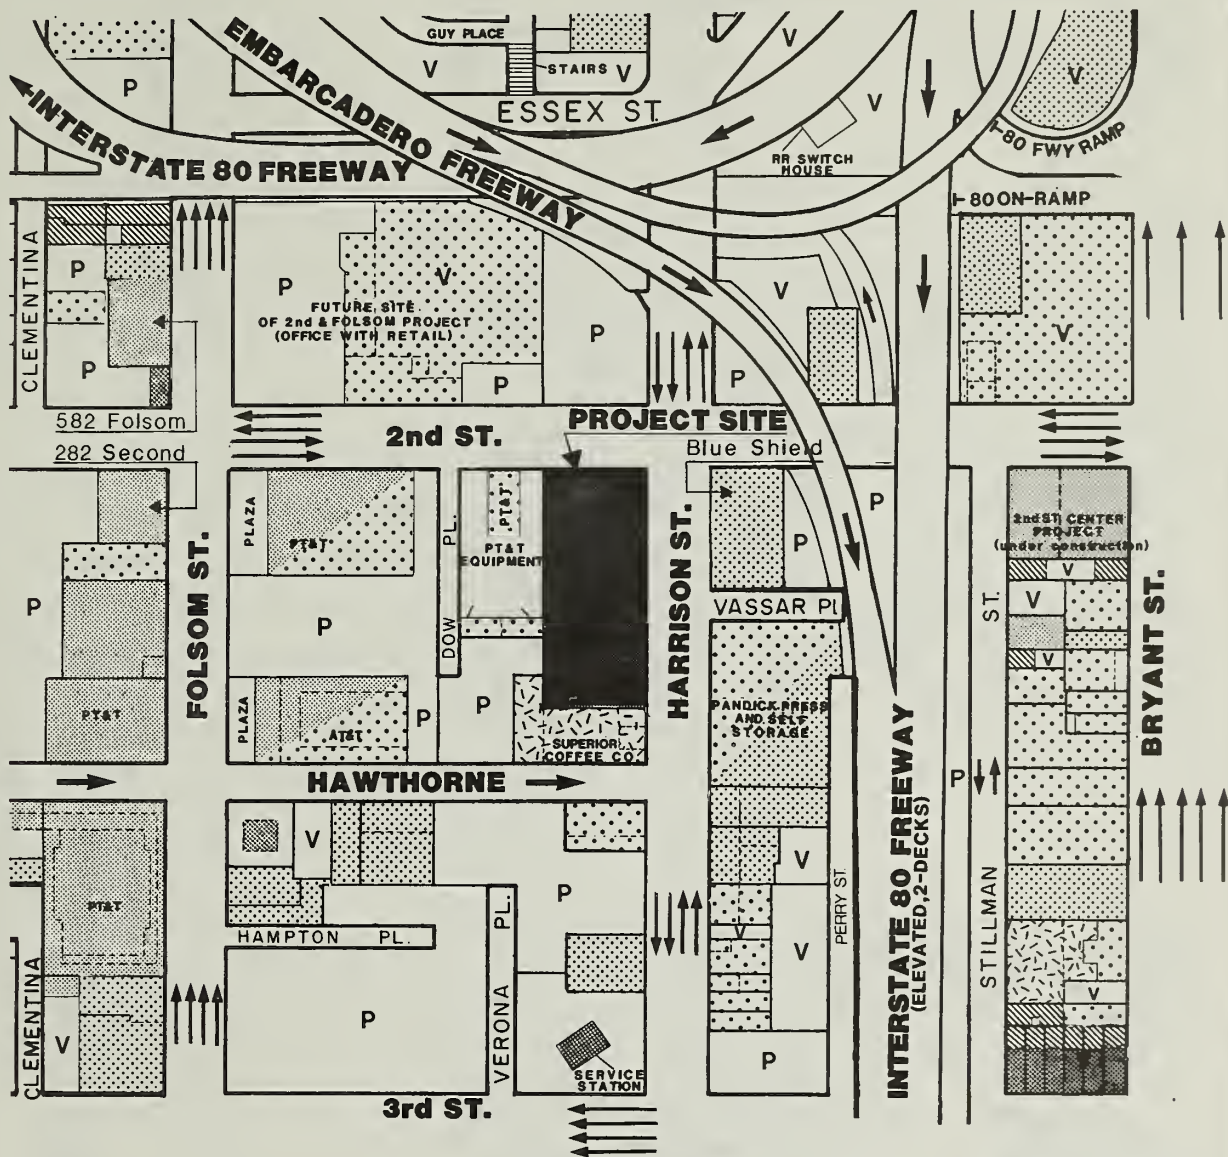 GUY PLACE
V
STAIRS
V
P
ESSEX ST.
V
V
V
EMBARCADERO FREEWAY
INTERSTATE 80 FREEWAY
I-80 FWY RAMP
RR SWITCH
HOUSE
I-80 ON-RAMP
CLEMENTINA
P
P
V
V
FUTURE SITE
OF 2nd & FOLSOM PROJECT
(OFFICE WITH RETAIL)
P
V
P
P
P
582 Folsom
2nd ST.
PROJECT SITE
282 Second
Blue Shield
P
PLAZA
PT&T
PL.
DOW
PT&T
PT&T
EQUIPMENT
P
2nd ST. CENTER
PROJECT
(under construction)
V
V
V
P
P
VASSAR Pl
ST.
STILLMAN
BRYANT ST.
FOLSOM ST.
HARRISON ST.
PT&T
PLAZA
AT&T
P
P
SUPERIOR
COFFEE CO.
PANDICK PRESS
AND SELF
STORAGE
HAWTHORNE
P
PT&T
V
P
V
V
V
HAMPTON PL.
VERONA PL.
PERRY ST.
INTERSTATE 80 FREEWAY
(ELEVATED, 2-DECKS)
V
CLEMENTINA
V
P
SERVICE
STATION
P
3rd ST.